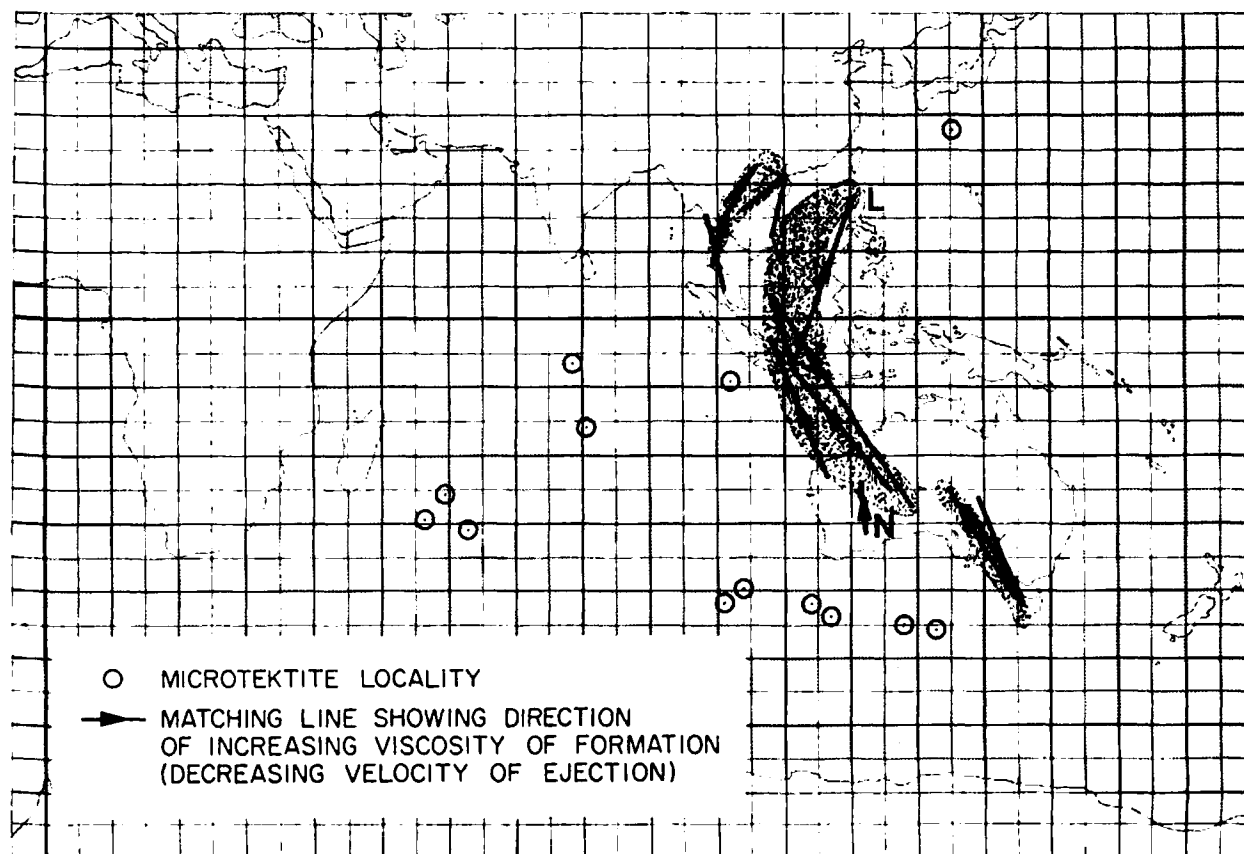 L
N
MICROTEKTITE LOCALITY
MATCHING LINE SHOWING DIRECTION
OF INCREASING VISCOSITY OF FORMATION
(DECREASING VELOCITY OF EJECTION)